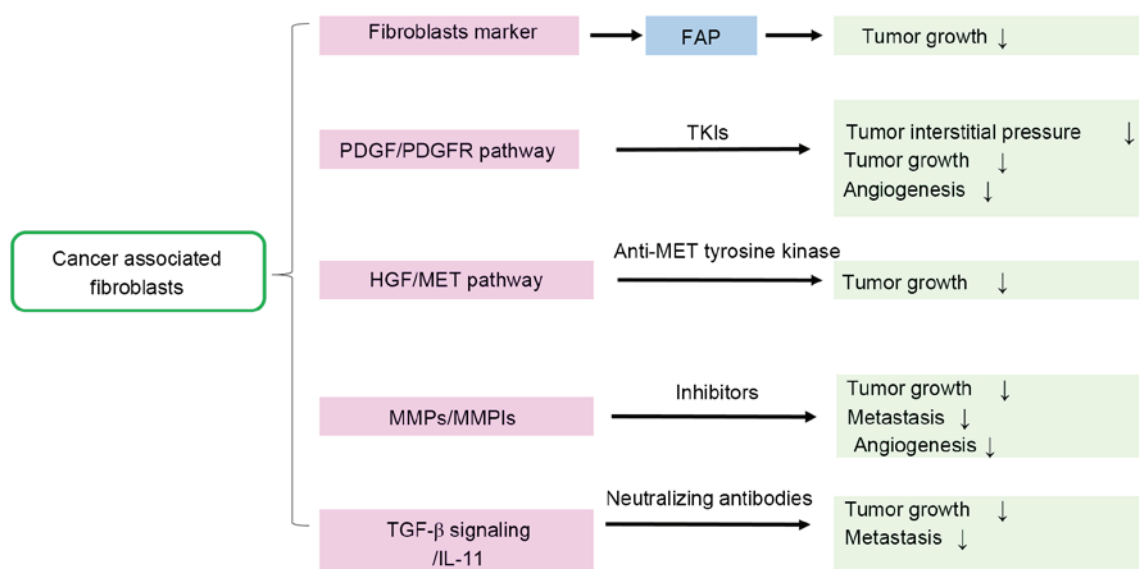 Fibroblasts marker
FAP
Tumor growth ↓
PDGF/PDGFR pathway
TKIs
Tumor interstitial pressure ↓
Tumor growth ↓
Angiogenesis ↓
Cancer associated
fibroblasts
HGF/MET pathway
Anti-MET tyrosine kinase
Tumor growth ↓
MMPs/MMPIs
Inhibitors
Tumor growth ↓
Metastasis ↓
Angiogenesis ↓
TGF-β signaling
/IL-11
Neutralizing antibodies
Tumor growth ↓
Metastasis ↓